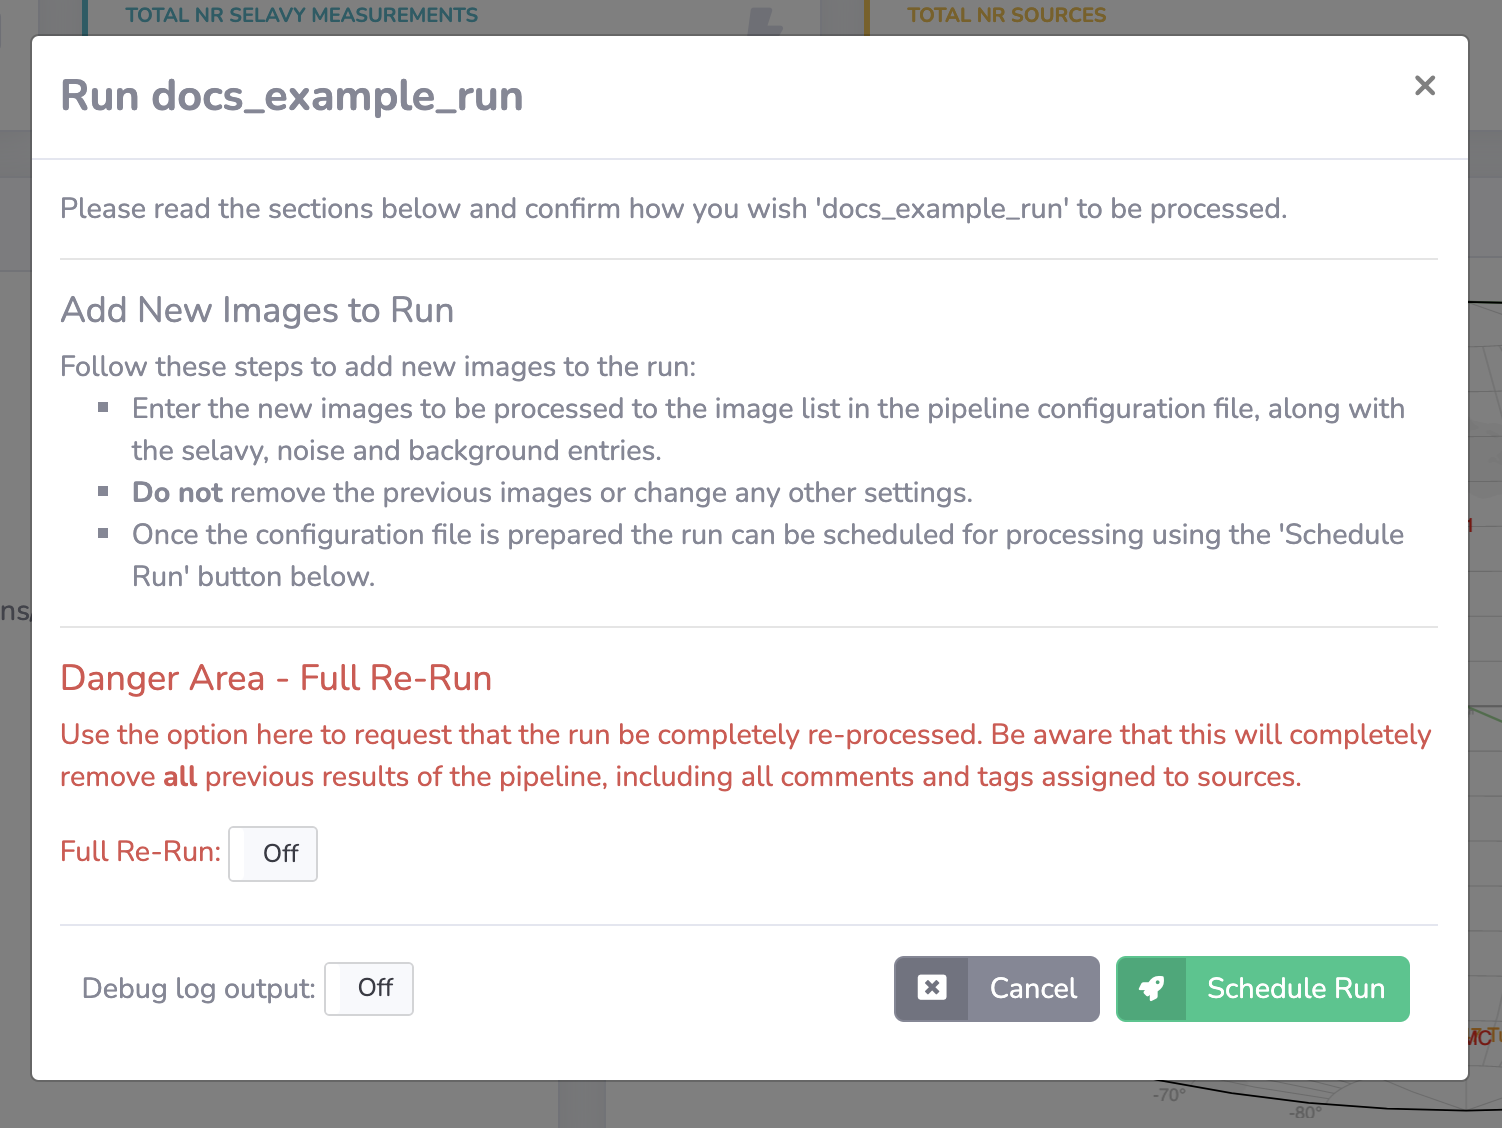 TOTAL NR SELAVY MEASUREMENTS
TOTAL NR SOURCES
Run docs_example_run
Please read the sections below and confirm how you wish 'docs_example_run' to be processed.
Add New Images to Run
Follow these steps to add new images to the run:
Enter the new images to be processed to the image list in the pipeline configuration file, along with
the selavy, noise and background entries.
Do not remove the previous images or change any other settings.
Once the configuration file is prepared the run can be scheduled for processing using the 'Schedule
Run' button below.
ns/
Danger Area - Full Re-Run
Use the option here to request that the run be completely re-processed. Be aware that this will completely
remove all previous results of the pipeline, including all comments and tags assigned to sources.
Full Re-Run: Off
Debug log output: Off
Cancel
Schedule Run
-70°
-80°